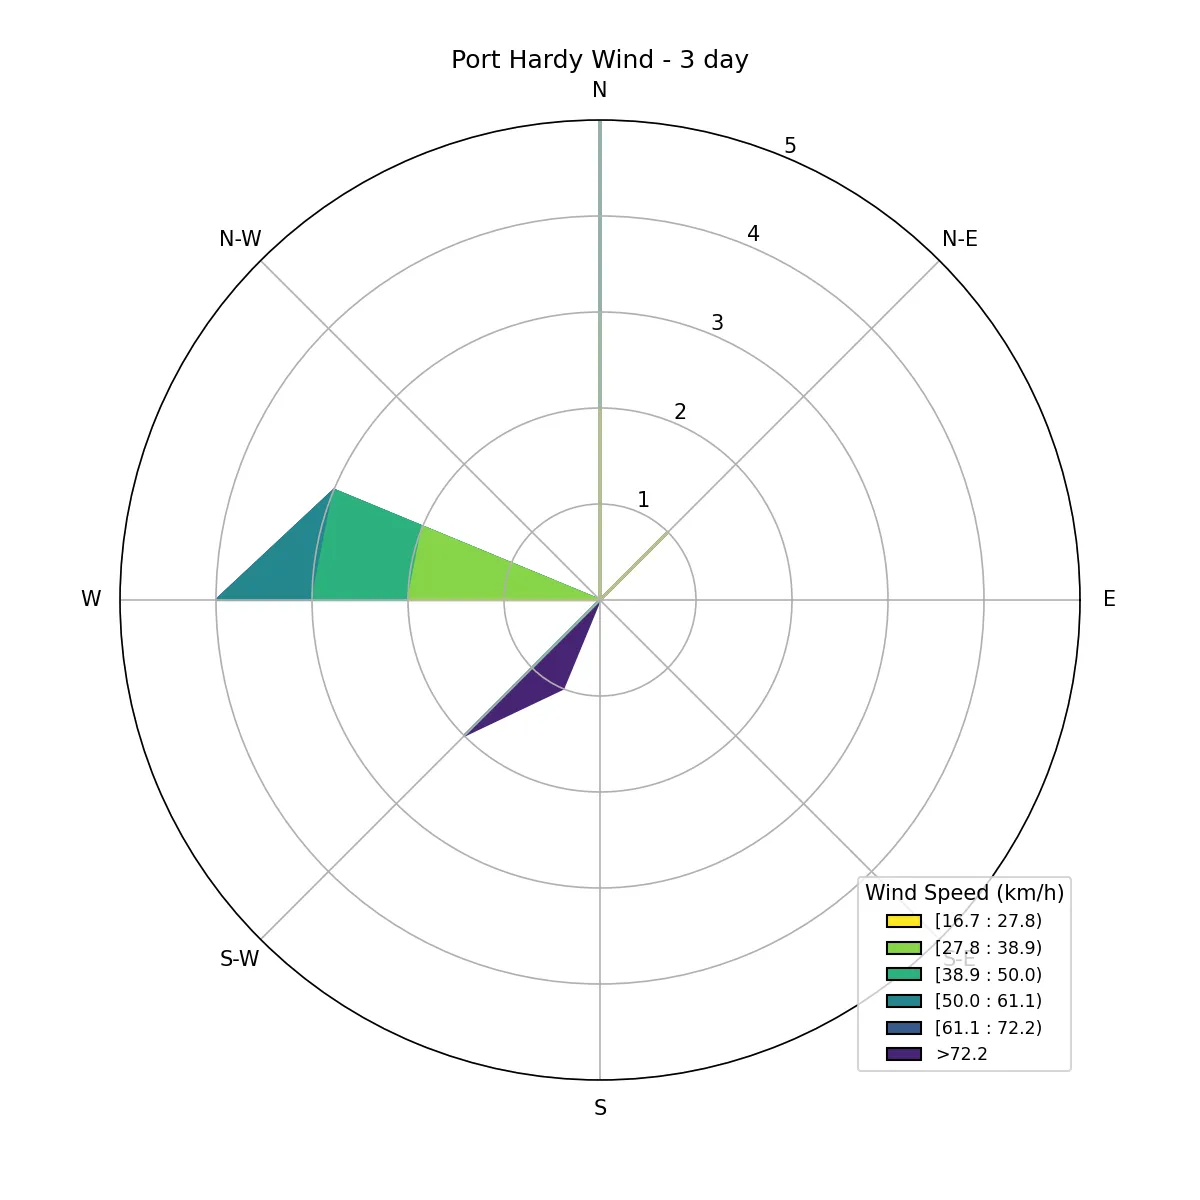 Port Hardy Wind - 3 day
N
5
N-W
N-E
4
3
2
1
W
E
Wind Speed (km/h)
[16.7 : 27.8)
[27.8 : 38.9)
S-W
S-E
[38.9 : 50.0)
[50.0 : 61.1)
[61.1 : 72.2)
>72.2
S